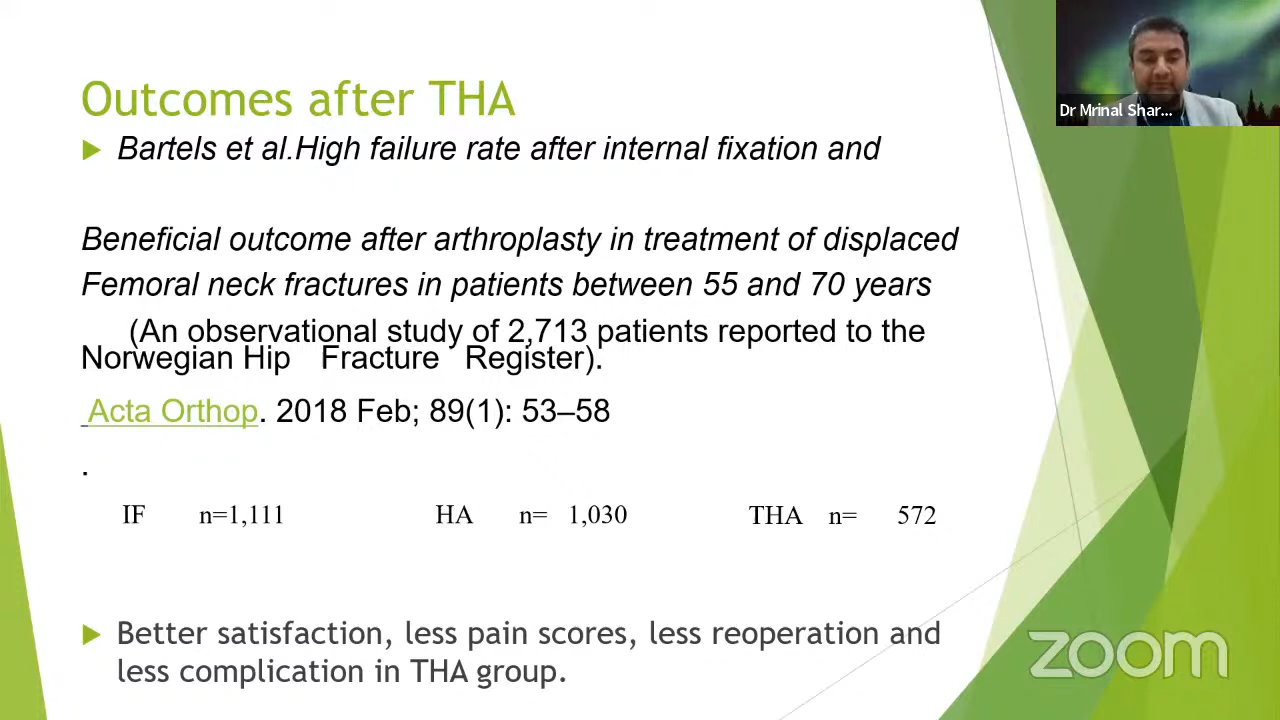 Outcomes after THA
Bartels et al.High failure rate after internal fixation and
Beneficial outcome after arthroplasty in treatment of displaced
Femoral neck fractures in patients between 55 and 70 years
(An observational study of 2,713 patients reported to the
Norwegian Hip Fracture Register).
Acta Orthop. 2018 Feb; 89(1): 53–58
.
IF n=1,111 HA n= 1,030 THA n= 572
Better satisfaction, less pain scores, less reoperation and
less complication in THA group.
Dr Mrinal Shar...
zoom